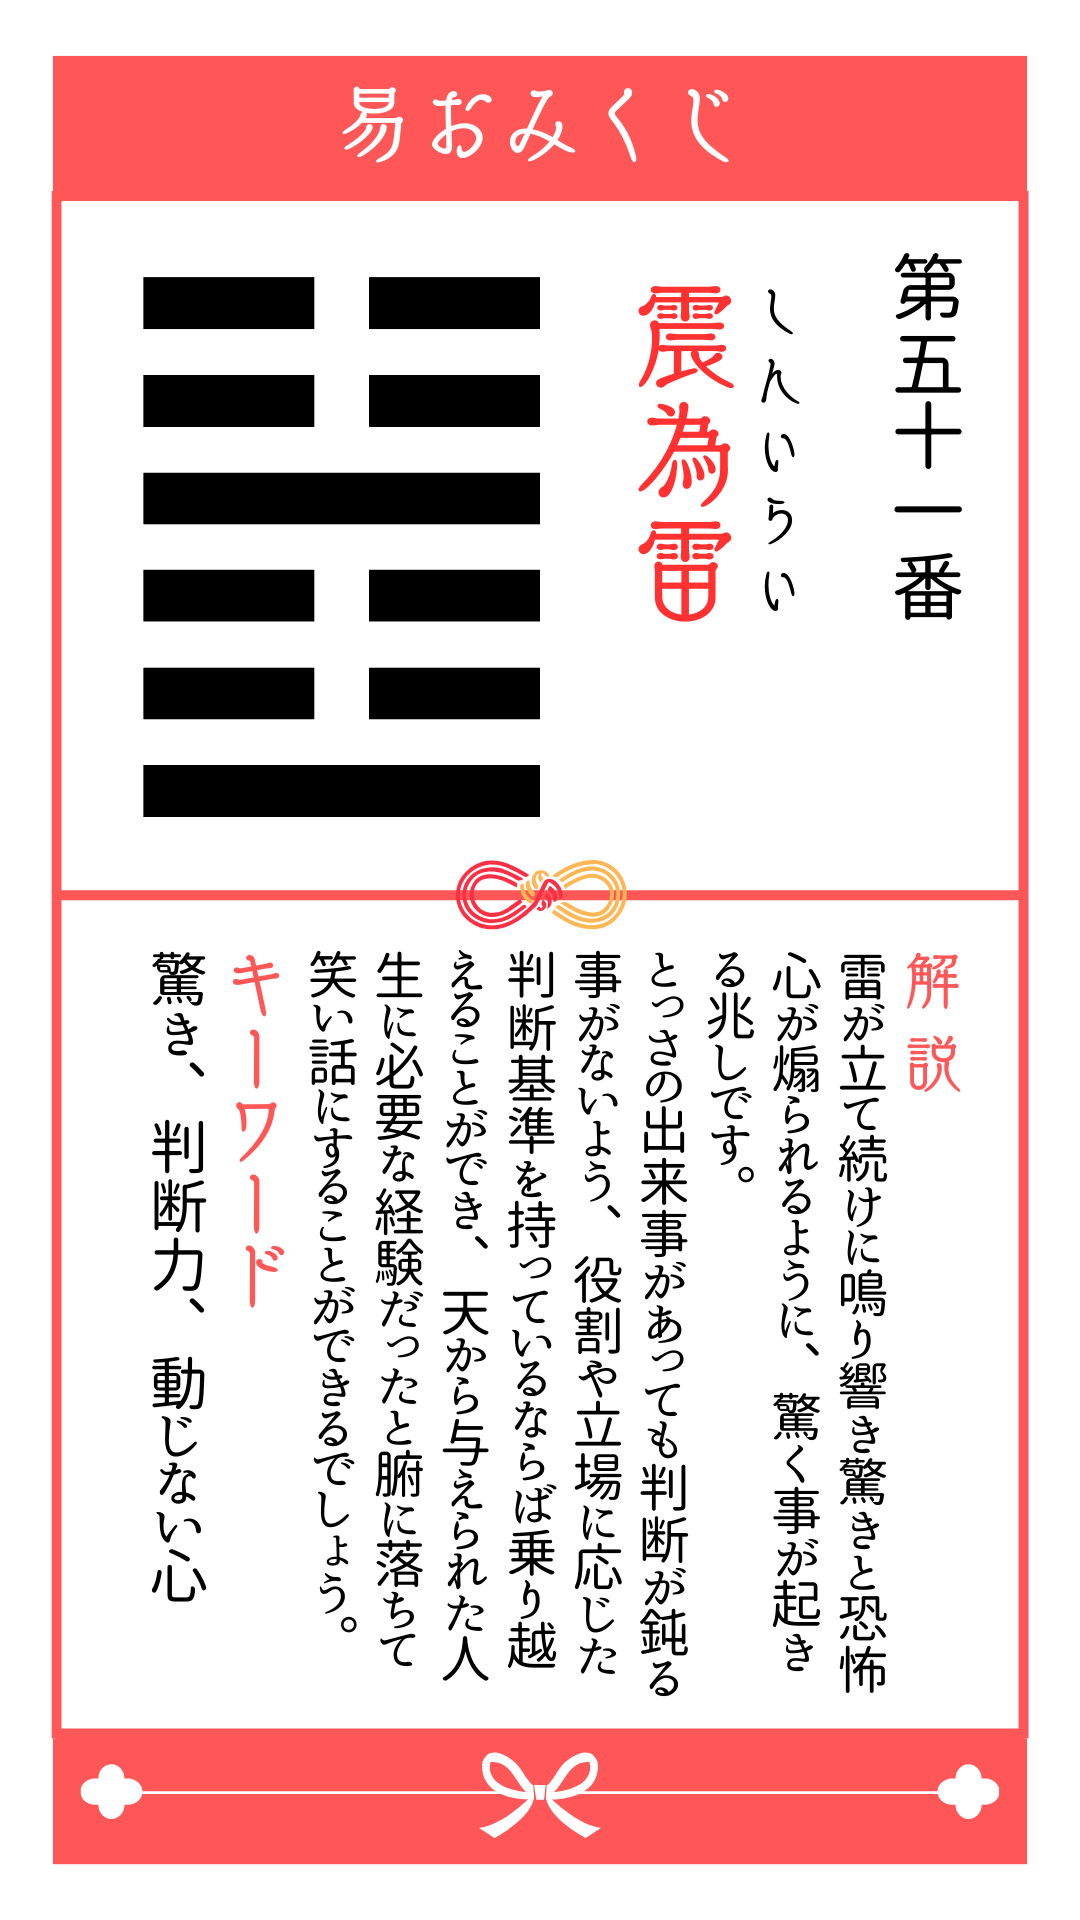 易おみくじ
第五十一番
しんいらい
震為雷
解説
雷が立て続けに鳴り響き驚きと恐怖
心が煽られるように、驚く事が起き
る兆しです。
とっさの出来事があっても判断が鈍る
事がないよう、役割や立場に応じた
判断基準を持っているならば乗り越
えることができ、天から与えられた人
生に必要な経験だったと腑に落ちて
笑い話にすることができるでしょう。
キーワード
驚き、判断力、動じない心